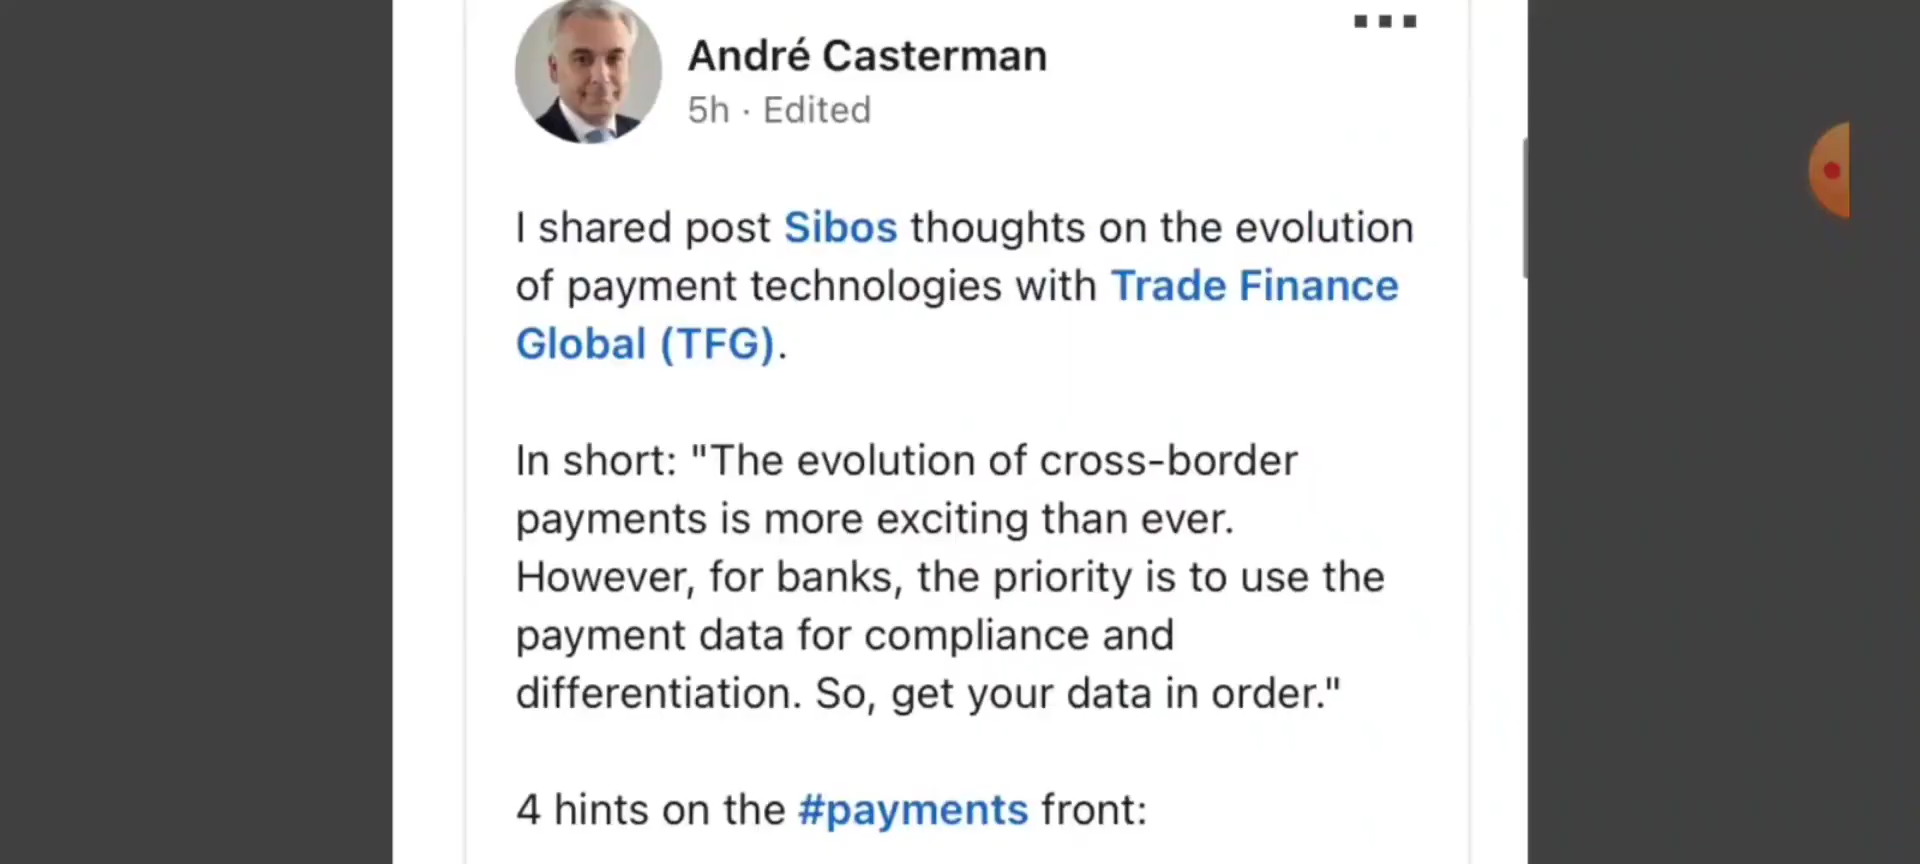 André Casterman
5h · Edited
I shared post Sibos thoughts on the evolution
of payment technologies with Trade Finance
Global (TFG).
In short: "The evolution of cross-border
payments is more exciting than ever.
However, for banks, the priority is to use the
payment data for compliance and
differentiation. So, get your data in order."
4 hints on the #payments front: